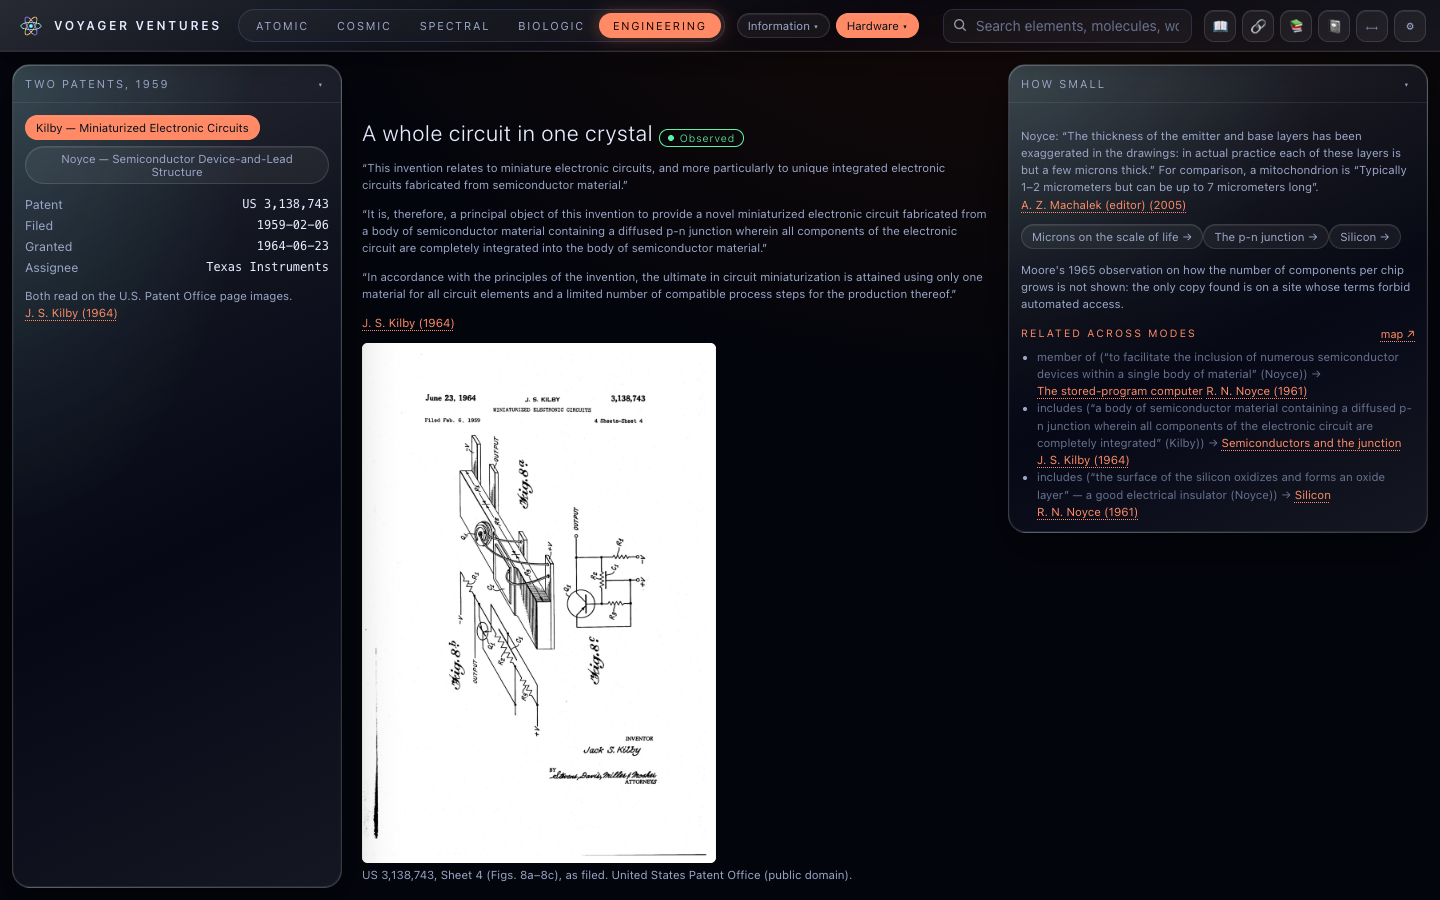 VOYAGER VENTURES
ATOMIC COSMIC SPECTRAL BIOLOGIC ENGINEERING
Information ▾ Hardware ▾
Search elements, molecules, wo
TWO PATENTS, 1959
Kilby — Miniaturized Electronic Circuits
Noyce — Semiconductor Device-and-Lead
Structure
Patent US 3,138,743
Filed 1959-02-06
Granted 1964-06-23
Assignee Texas Instruments
Both read on the U.S. Patent Office page images.
J. S. Kilby (1964)
A whole circuit in one crystal Observed
“This invention relates to miniature electronic circuits, and more particularly to unique integrated electronic
circuits fabricated from semiconductor material.”
“It is, therefore, a principal object of this invention to provide a novel miniaturized electronic circuit fabricated from
a body of semiconductor material containing a diffused p-n junction wherein all components of the electronic
circuit are completely integrated into the body of semiconductor material.”
“In accordance with the principles of the invention, the ultimate in circuit miniaturization is attained using only one
material for all circuit elements and a limited number of compatible process steps for the production thereof.”
J. S. Kilby (1964)
June 23, 1964 J. S. KILBY 3,138,743
MINIATURIZED ELECTRONIC CIRCUITS
Filed Feb. 6, 1959 4 Sheets-Sheet 4
-V
OUTPUT
Fig. 8a
+V
OUTPUT
Q1
R1
-V
+V
R2
C1
R3
Fig. 8b
OUTPUT
-V
+V
Fig. 8c
INVENTOR
Jack S. Kilby
BY Stevens, Davis, Miller & Mosher
ATTORNEYS
US 3,138,743, Sheet 4 (Figs. 8a–8c), as filed. United States Patent Office (public domain).
HOW SMALL
Noyce: “The thickness of the emitter and base layers has been
exaggerated in the drawings: in actual practice each of these layers is
but a few microns thick.” For comparison, a mitochondrion is “Typically
1–2 micrometers but can be up to 7 micrometers long”.
A. Z. Machalek (editor) (2005)
Microns on the scale of life → The p-n junction → Silicon →
Moore's 1965 observation on how the number of components per chip
grows is not shown: the only copy found is on a site whose terms forbid
automated access.
RELATED ACROSS MODES map ↗
member of (“to facilitate the inclusion of numerous semiconductor
devices within a single body of material” (Noyce)) →
The stored-program computer R. N. Noyce (1961)
includes (“a body of semiconductor material containing a diffused p-
n junction wherein all components of the electronic circuit are
completely integrated” (Kilby)) → Semiconductors and the junction
J. S. Kilby (1964)
includes (“the surface of the silicon oxidizes and forms an oxide
layer” — a good electrical insulator (Noyce)) → Silicon
R. N. Noyce (1961)